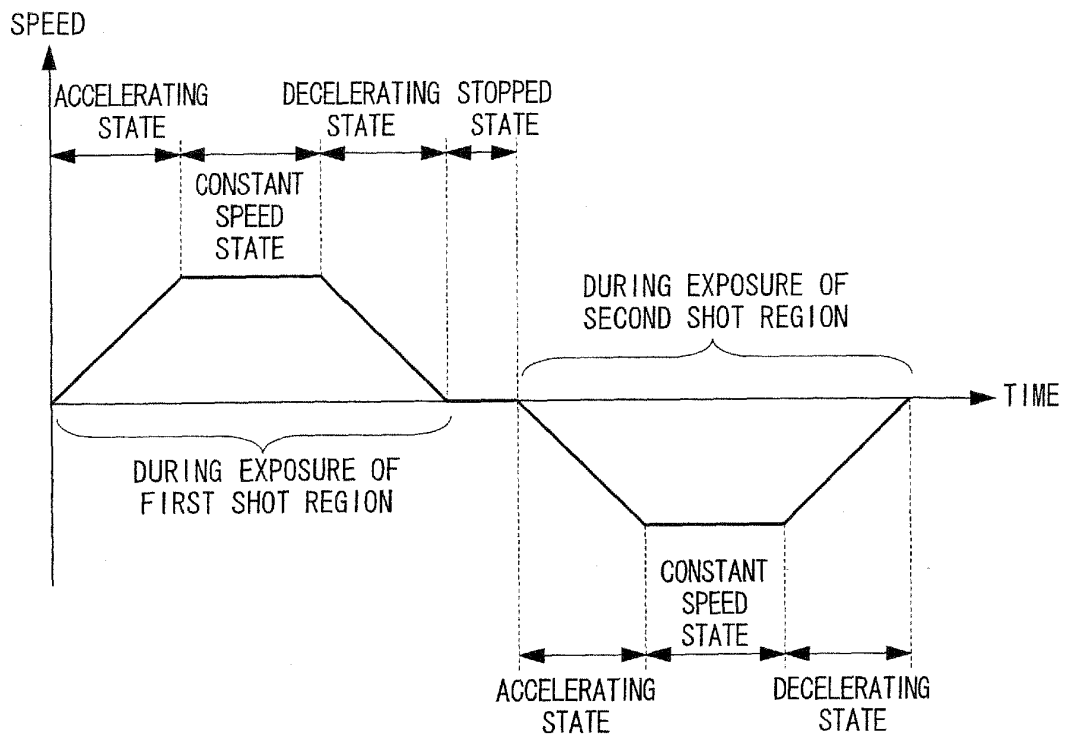 SPEED
ACCELERATING
STATE
DECELERATING
STATE
STOPPED
STATE
CONSTANT
SPEED
STATE
DURING EXPOSURE OF
SECOND SHOT REGION
TIME
DURING EXPOSURE OF
FIRST SHOT REGION
CONSTANT
SPEED
STATE
ACCELERATING
STATE
DECELERATING
STATE